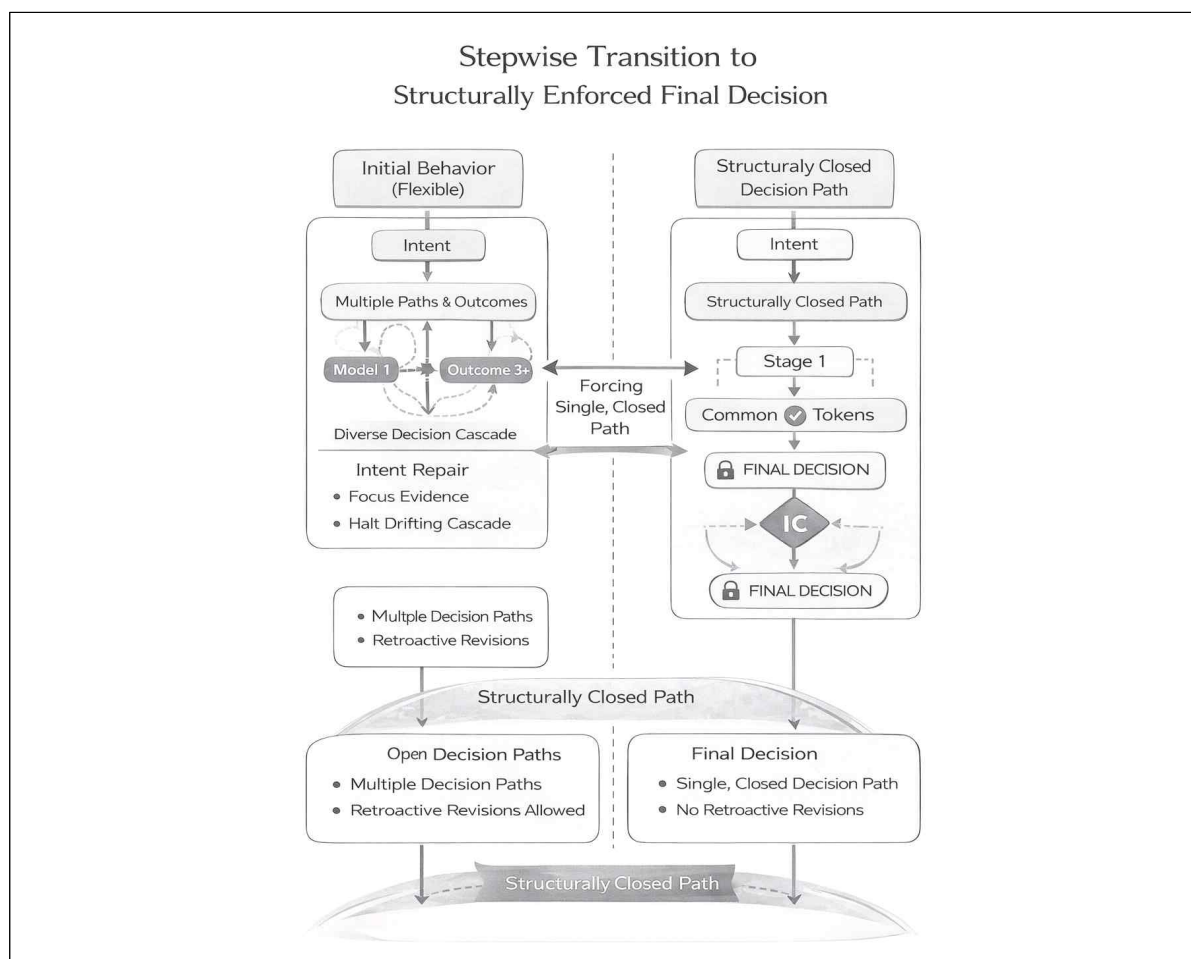 Stepwise Transition to
Structurally Enforced Final Decision
Initial Behavior
(Flexible)
Intent
Multiple Paths & Outcomes
Model 1
Outcome 3+
Diverse Decision Cascade
Intent Repair
• Focus Evidence
• Halt Drifting Cascade
• Multple Decision Paths
• Retroactive Revisions
Forcing
Single, Closed
Path
Structuraly Closed
Decision Path
Intent
Structurally Closed Path
Stage 1
Common Tokens
FINAL DECISION
IC
FINAL DECISION
Structurally Closed Path
Open Decision Paths
• Multiple Decision Paths
• Retroactive Revisions Allowed
Final Decision
• Single, Closed Decision Path
• No Retroactive Revisions
Structurally Closed Path